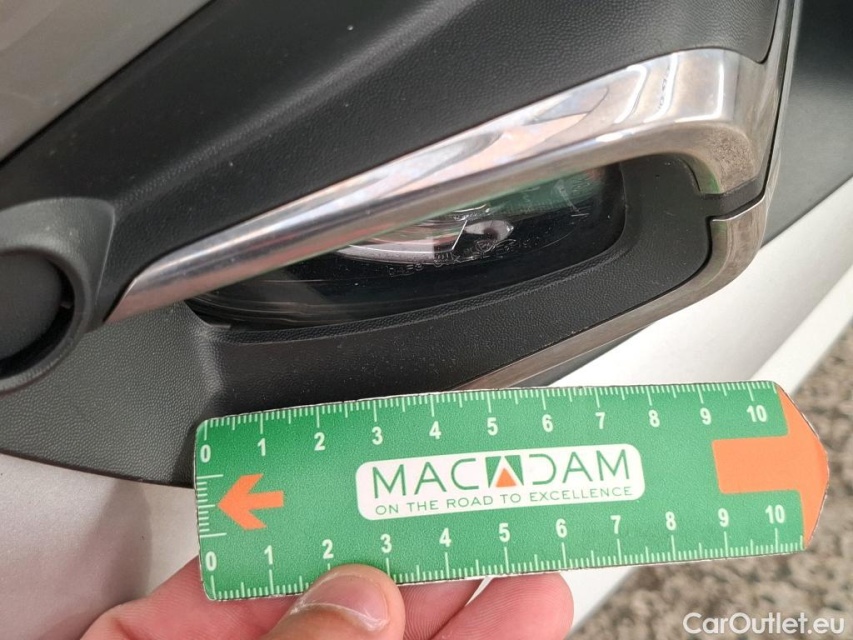 0 1 2 3 4 5 6 7 8 9 10
MACADAM
ON THE ROAD TO EXCELLENCE
0 1 2 3 4 5 6 7 8 9 10
CarOutlet.eu